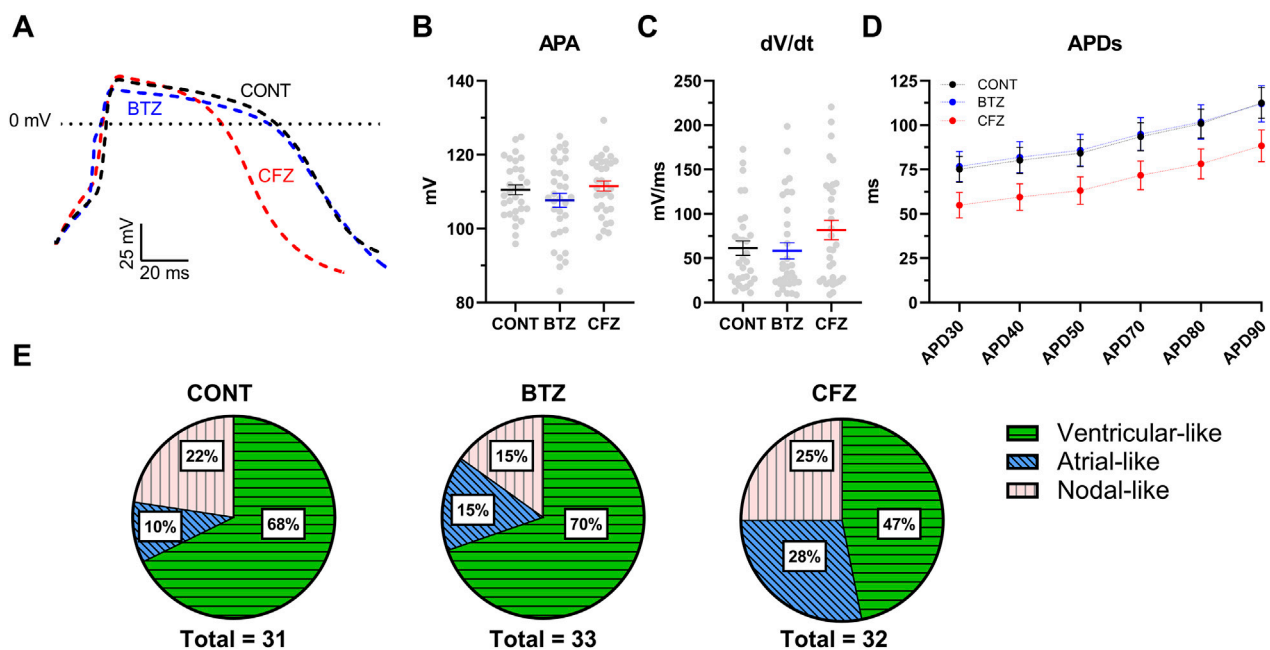 A
0 mV
BTZ
CONT
CFZ
25 mV
20 ms
B
APA
mV
140
120
100
80
CONT BTZ CFZ
C
dV/dt
mV/ms
250
200
150
100
50
0
CONT BTZ CFZ
D
APDs
ms
125
100
75
50
25
0
CONT
BTZ
CFZ
APD30 APD40 APD50 APD70 APD80 APD90
E
CONT
22%
10%
68%
Total = 31
BTZ
15%
15%
70%
Total = 33
CFZ
25%
28%
47%
Total = 32
Ventricular-like
Atrial-like
Nodal-like